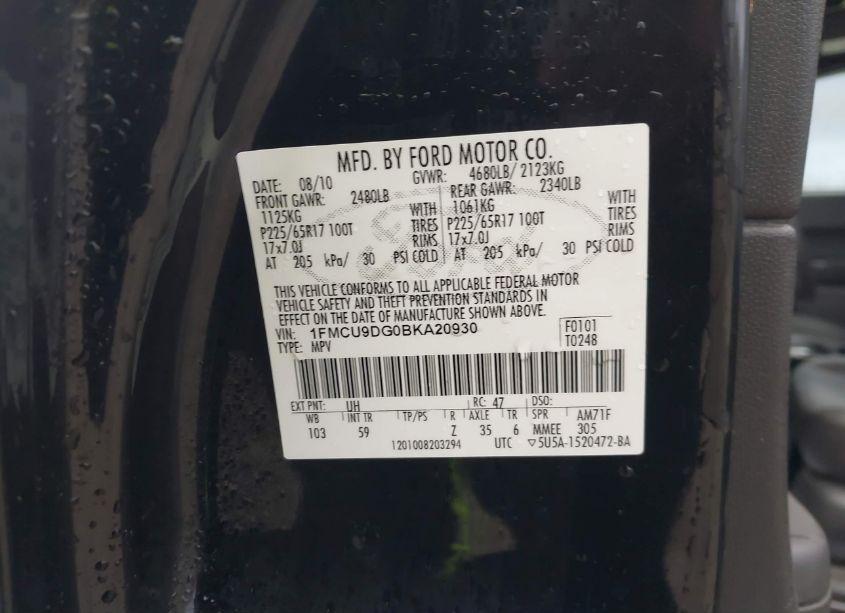 MFD. BY FORD MOTOR CO.
DATE: 08/10 GVWR: 4680LB/ 2123KG
FRONT GAWR: 2480LB REAR GAWR: 2340LB
1125KG WITH 1061KG WITH
P225/65R17 100T TIRES P225/65R17 100T TIRES
17x7.0J RIMS 17x7.0J RIMS
AT 205 kPa/ 30 PSI COLD AT 205 kPa/ 30 PSI COLD
THIS VEHICLE CONFORMS TO ALL APPLICABLE FEDERAL MOTOR
VEHICLE SAFETY AND THEFT PREVENTION STANDARDS IN
EFFECT ON THE DATE OF MANUFACTURE SHOWN ABOVE.
VIN: 1FMCU9DG0BKA20930 F0101
TYPE: MPV T0248
EXT PNT: UH RC: 47 DSO:
WB INT TR TP/PS R AXLE TR SPR AM71F
103 59 Z 35 6 MMEE 305
1201008203294 UTC ▽5U5A-1520472-BA